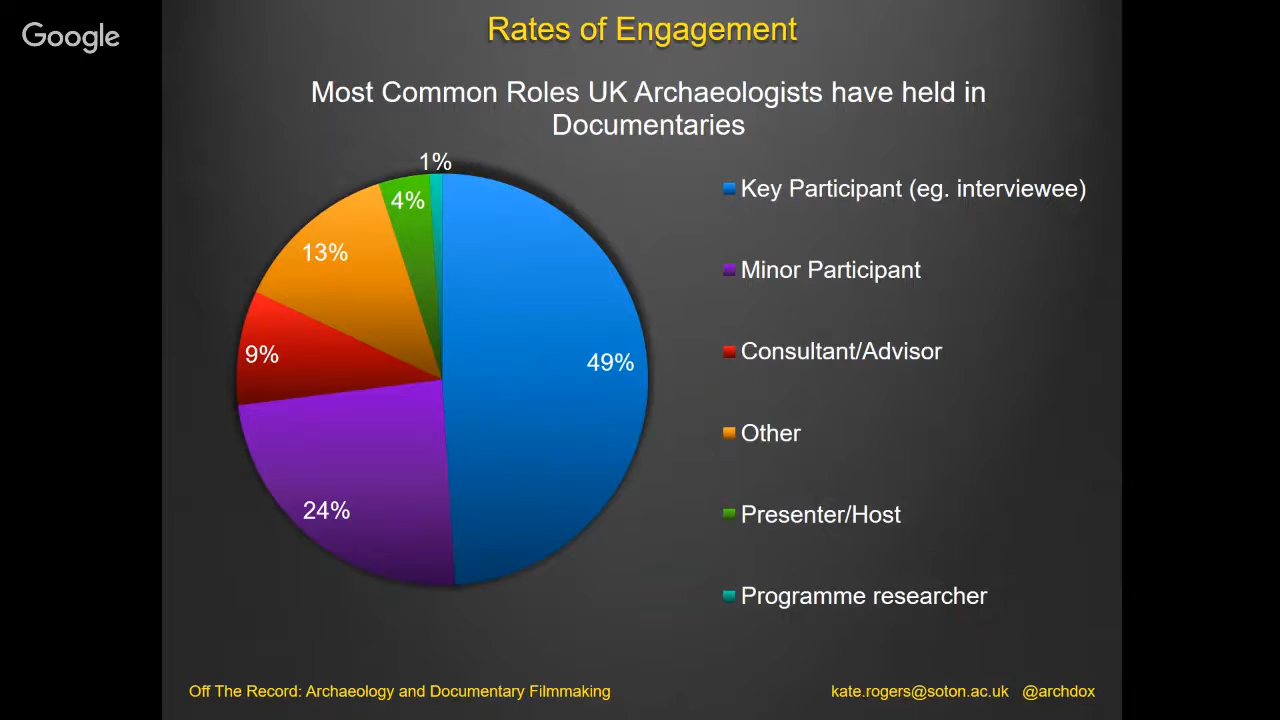 Google
Rates of Engagement
Most Common Roles UK Archaeologists have held in
Documentaries
1%
4%
13%
9%
49%
24%
Key Participant (eg. interviewee)
Minor Participant
Consultant/Advisor
Other
Presenter/Host
Programme researcher
Off The Record: Archaeology and Documentary Filmmaking
kate.rogers@soton.ac.uk @archdox